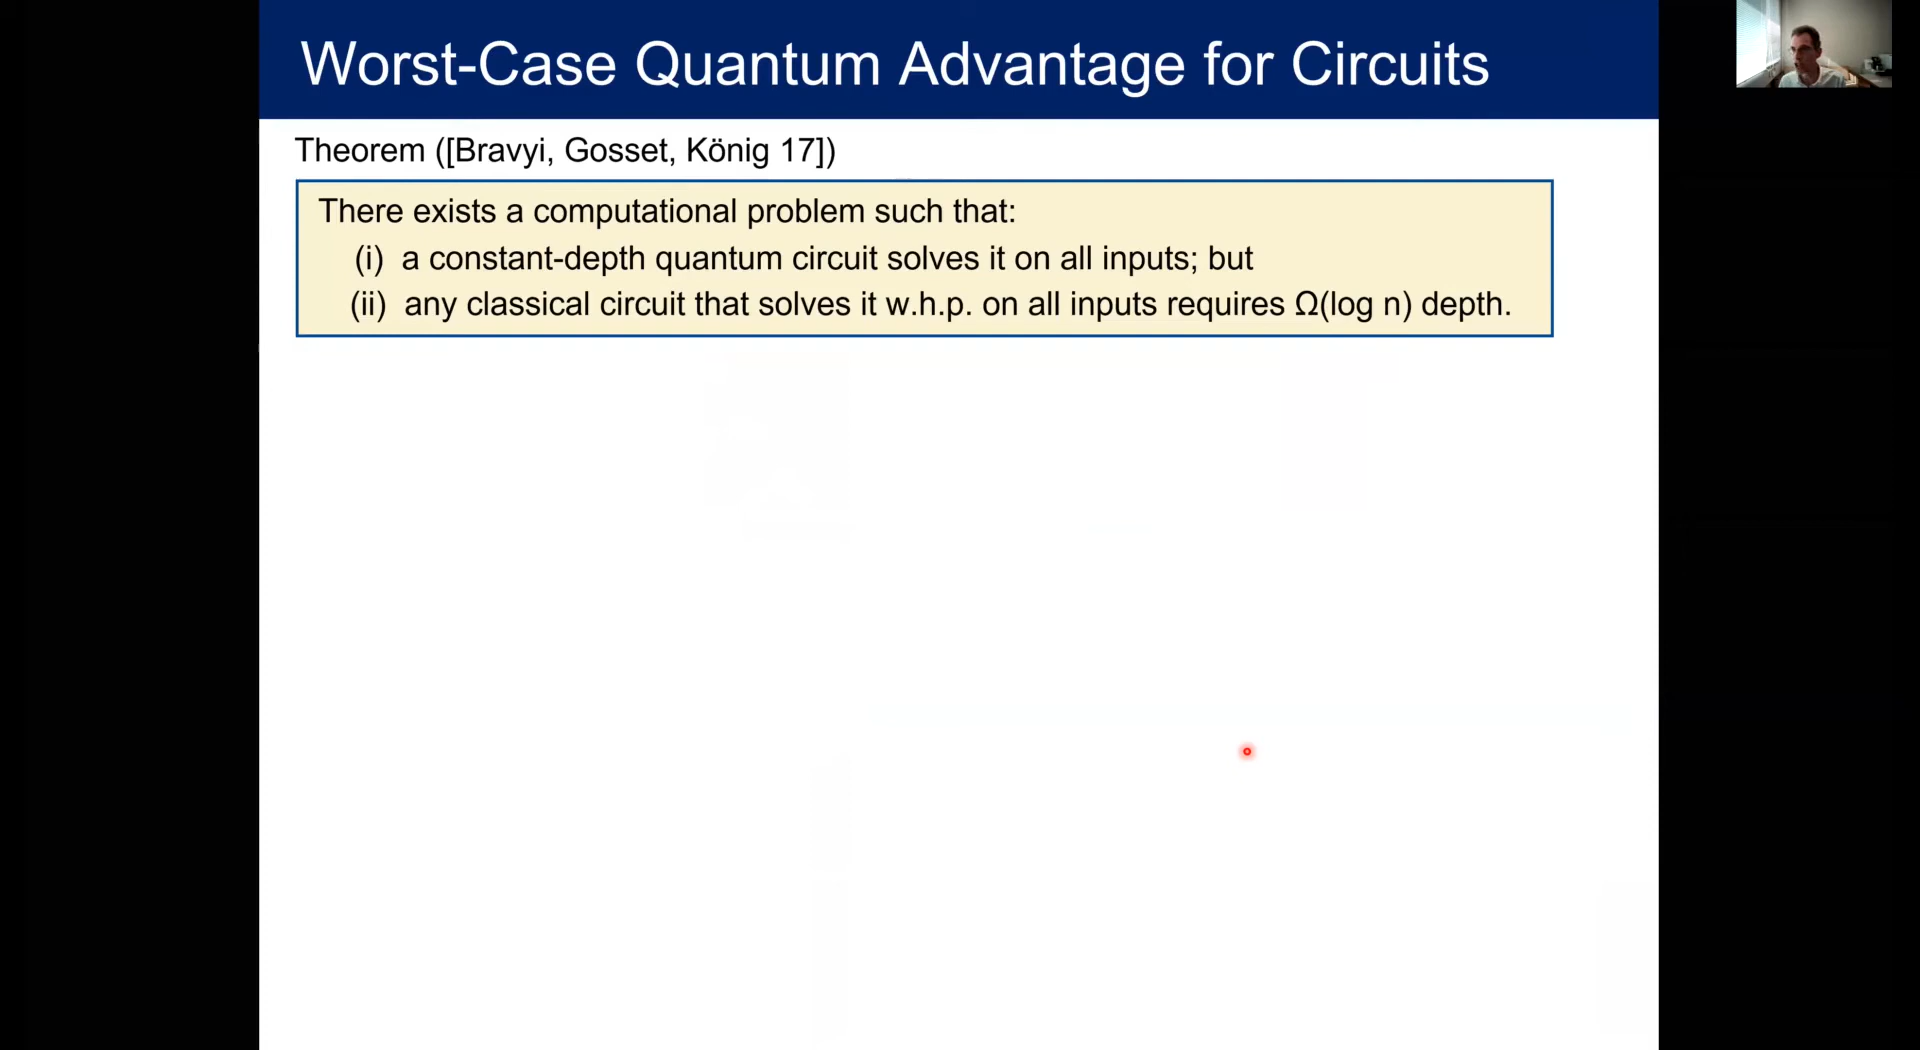 Worst-Case Quantum Advantage for Circuits
Theorem ([Bravyi, Gosset, König 17])
There exists a computational problem such that:
(i) a constant-depth quantum circuit solves it on all inputs; but
(ii) any classical circuit that solves it w.h.p. on all inputs requires Ω(log n) depth.